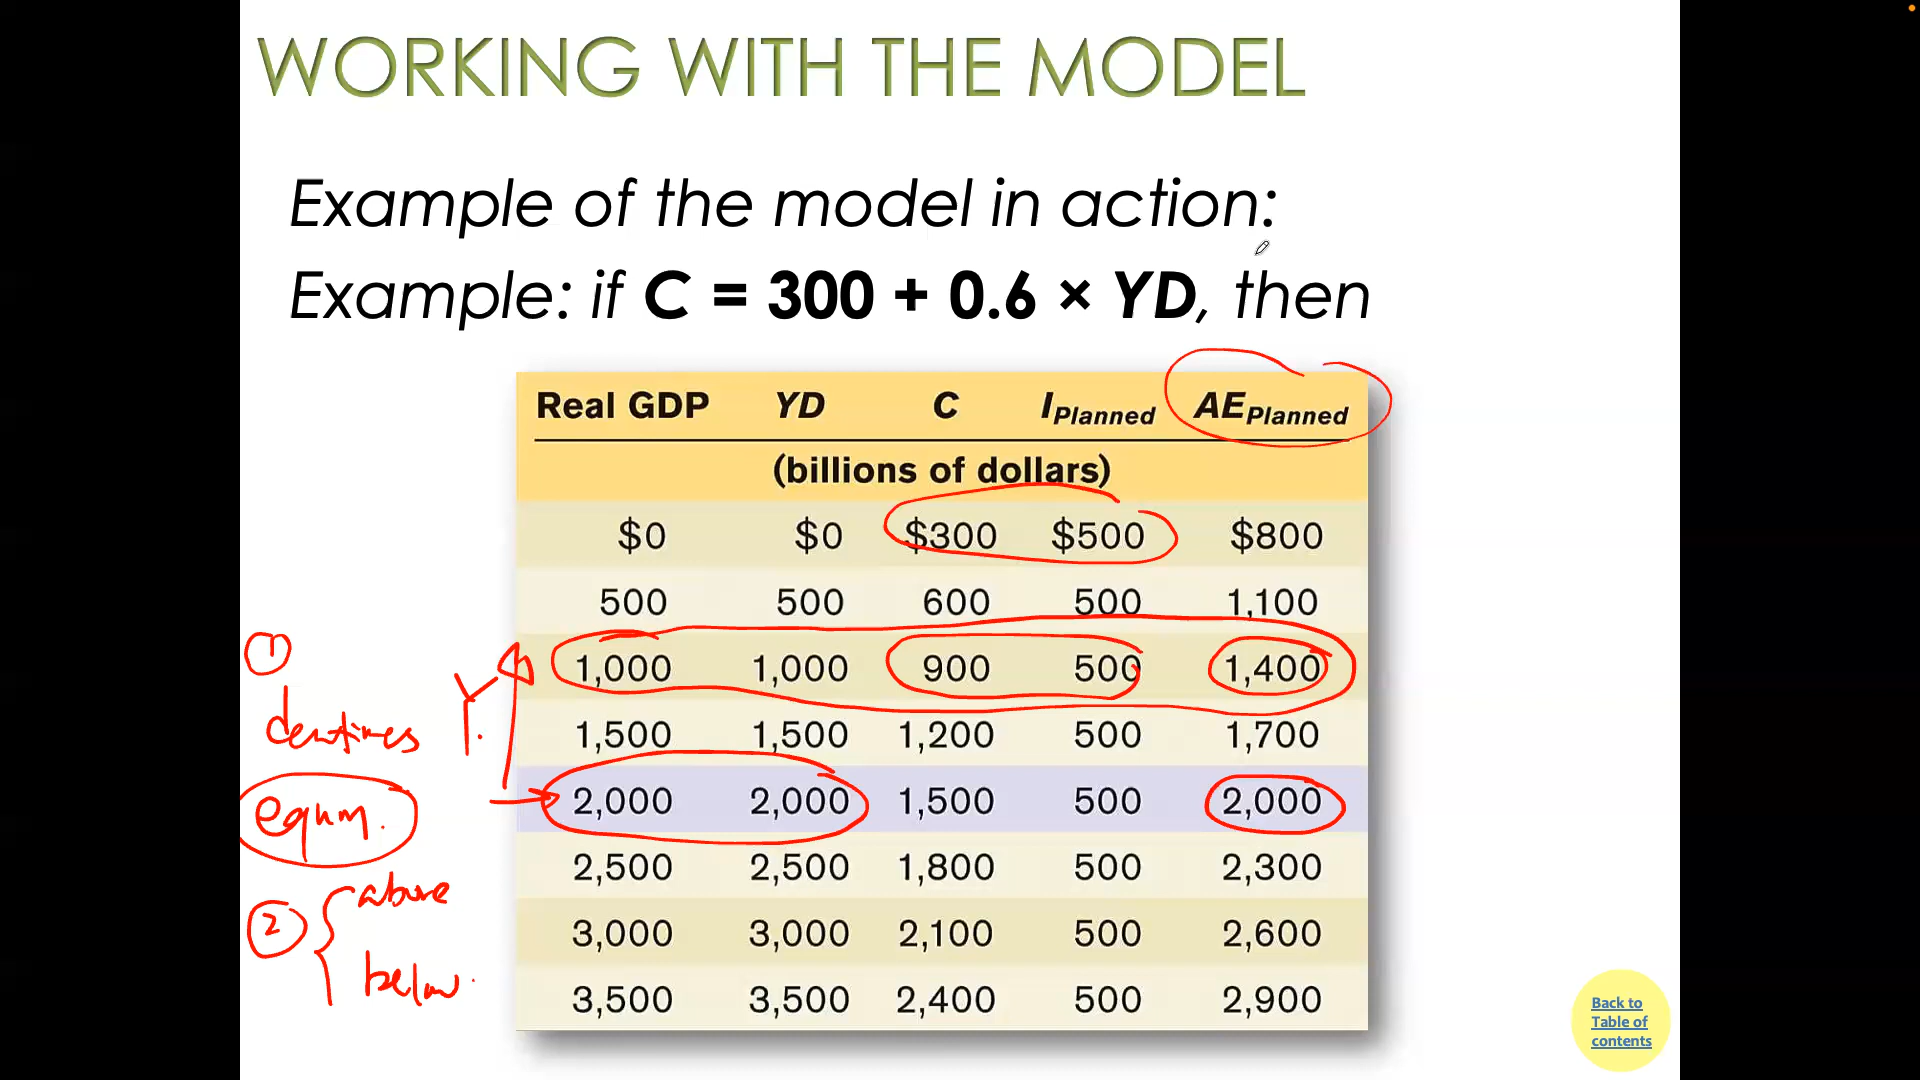 WORKING WITH THE MODEL
Example of the model in action:
Example: if C = 300 + 0.6 × YD, then
Real GDP YD C I Planned AE Planned
(billions of dollars)
$0 $0 $300 $500 $800
500 500 600 500 1,100
1,000 1,000 900 500 1,400
1,500 1,500 1,200 500 1,700
2,000 2,000 1,500 500 2,000
2,500 2,500 1,800 500 2,300
3,000 3,000 2,100 500 2,600
3,500 3,500 2,400 500 2,900
1
Y.
equm.
2 above
below.
Back to
Table of
contents